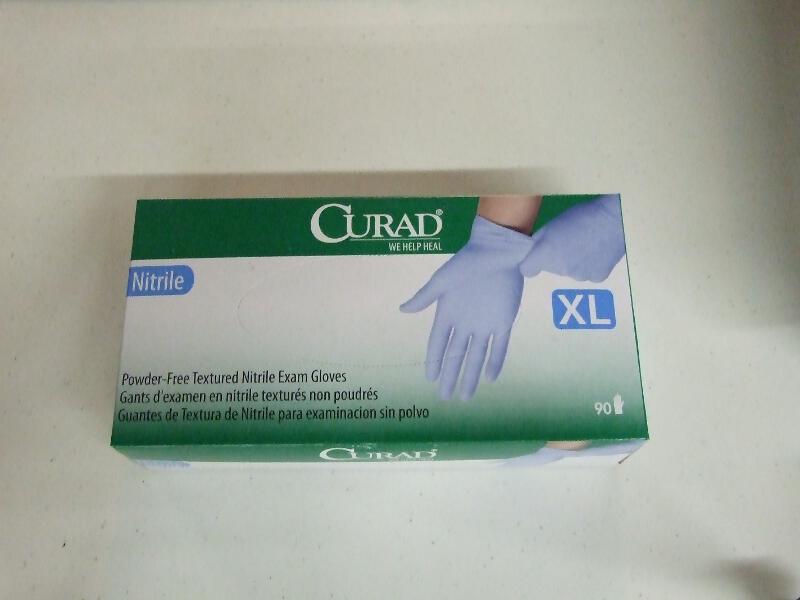 CURAD®
WE HELP HEAL
Nitrile
XL
Powder-Free Textured Nitrile Exam Gloves
Gants d'examen en nitrile texturés non poudrés
Guantes de Textura de Nitrile para examinacion sin polvo
90
CURAD
Nitrile